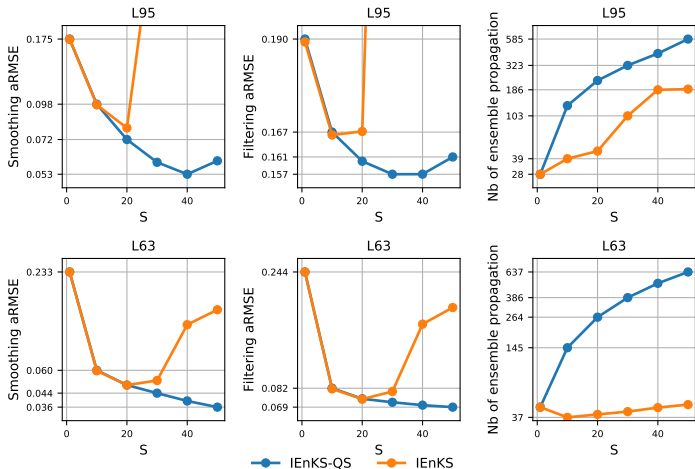 L95
L95
L95
Smoothing aRMSE
0.175
0.098
0.072
0.053
0
20
40
S
Filtering aRMSE
0.190
0.167
0.161
0.157
0
20
40
S
Nb of ensemble propagation
585
323
186
103
39
28
0
20
40
S
L63
L63
L63
Smoothing aRMSE
0.233
0.060
0.044
0.036
0
20
40
S
Filtering aRMSE
0.244
0.082
0.069
0
20
40
S
Nb of ensemble propagation
637
386
264
145
37
0
20
40
S
IEnKS-QS
IEnKS